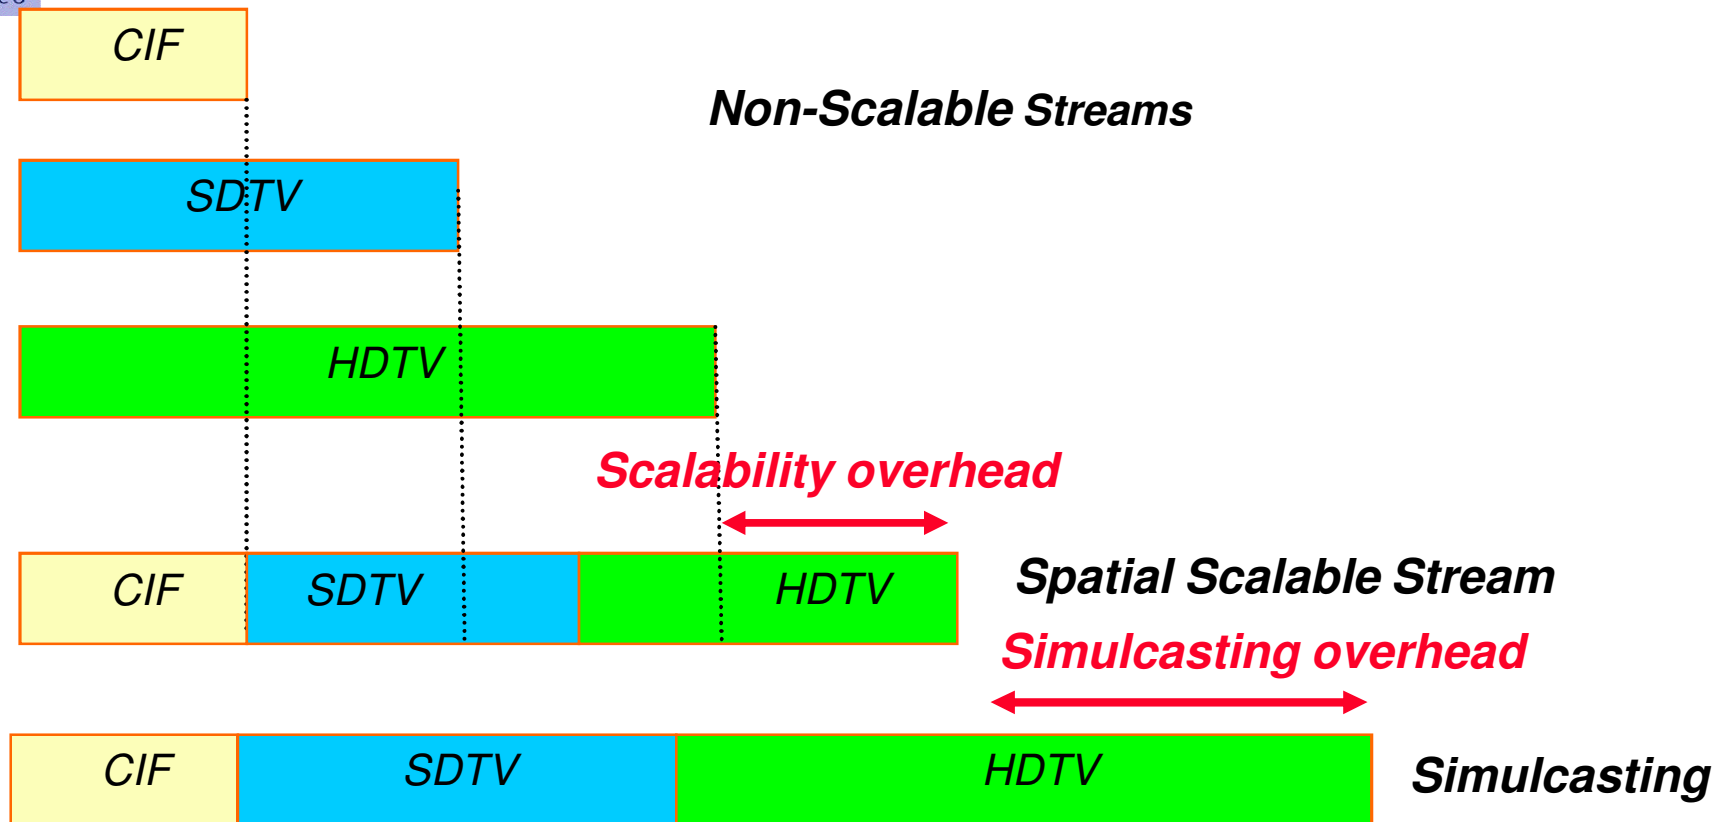 CIF
Non-Scalable Streams
SDTV
HDTV
Scalability overhead
CIF SDTV HDTV
Spatial Scalable Stream
Simulcasting overhead
CIF SDTV HDTV
Simulcasting